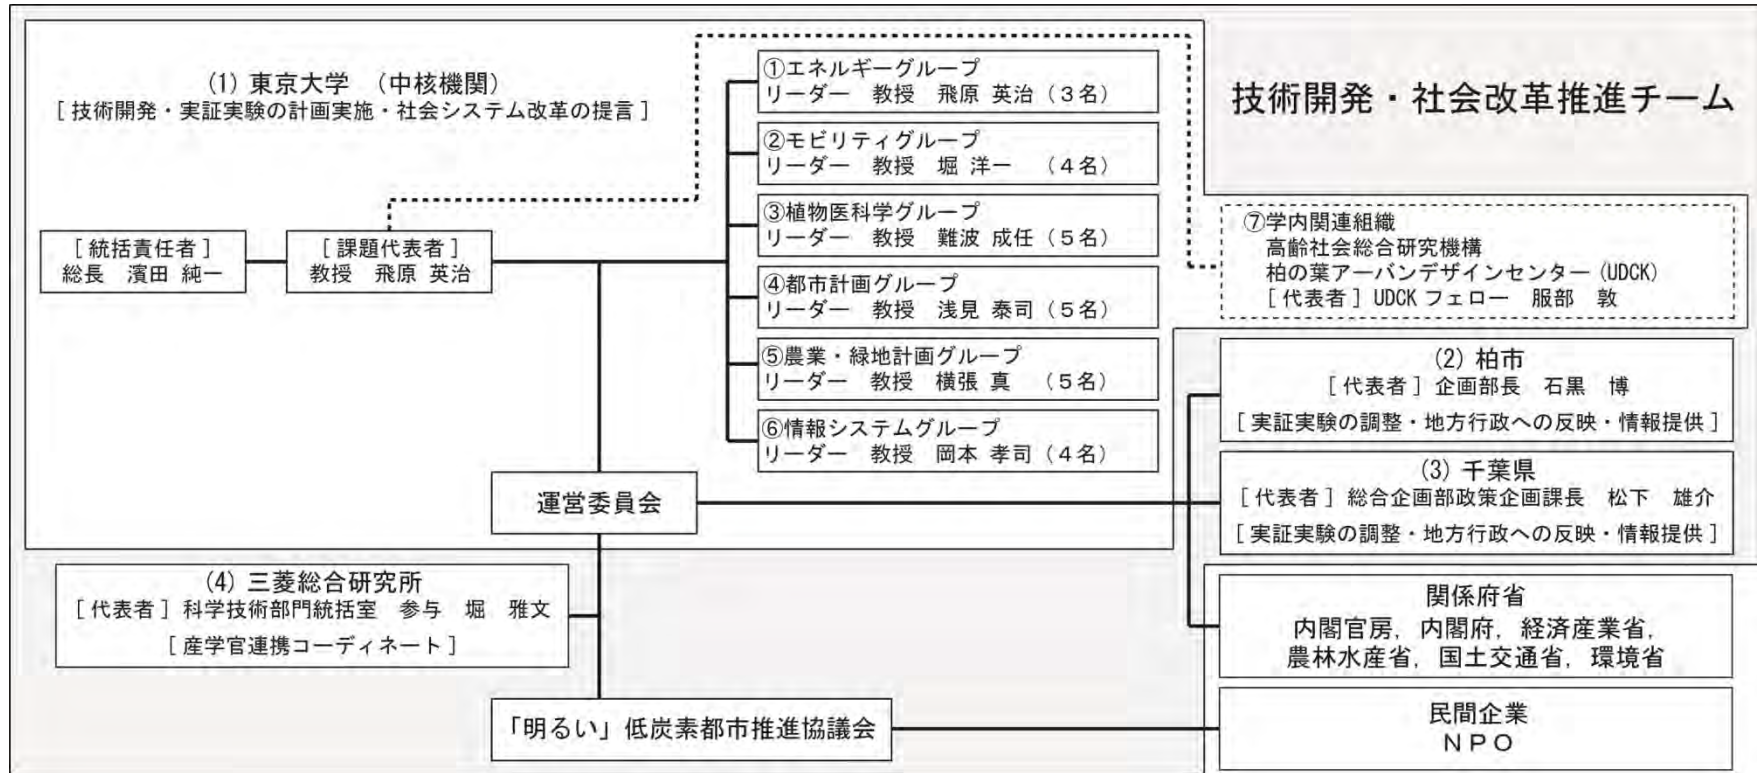 (1) 東京大学 (中核機関)
[技術開発・実証実験の計画実施・社会システム改革の提言]
技術開発・社会改革推進チーム
①エネルギーグループ
リーダー 教授 飛原 英治(3名)
②モビリティグループ
リーダー 教授 堀 洋一 (4名)
③植物医科学グループ
リーダー 教授 難波 成任(5名)
④都市計画グループ
リーダー 教授 浅見 泰司(5名)
⑤農業・緑地計画グループ
リーダー 教授 横張 真 (5名)
⑥情報システムグループ
リーダー 教授 岡本 孝司(4名)
[統括責任者]
総長 濱田 純一
[課題代表者]
教授 飛原 英治
⑦学内関連組織
高齢社会総合研究機構
柏の葉アーバンデザインセンター(UDCK)
[代表者]UDCKフェロー 服部 敦
(2) 柏市
[代表者]企画部長 石黒 博
[実証実験の調整・地方行政への反映・情報提供]
(3) 千葉県
[代表者]総合企画部政策企画課長 松下 雄介
[実証実験の調整・地方行政への反映・情報提供]
運営委員会
(4) 三菱総合研究所
[代表者]科学技術部門統括室 参与 堀 雅文
[産学官連携コーディネート]
関係府省
内閣官房,内閣府,経済産業省,
農林水産省,国土交通省,環境省
「明るい」低炭素都市推進協議会
民間企業
NPO